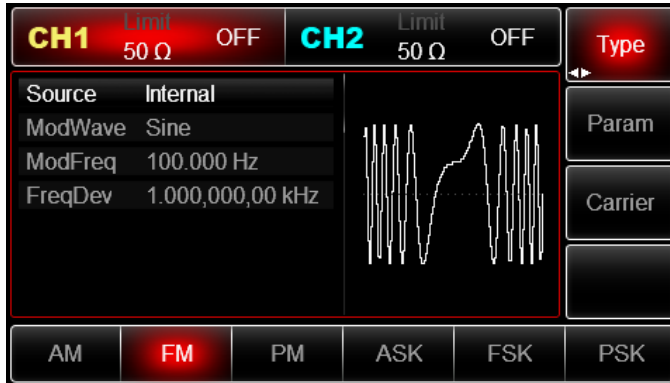 CH1 Limit 50 Ω OFF CH2 Limit 50 Ω OFF Type
Source Internal
ModWave Sine
ModFreq 100.000 Hz
FreqDev 1.000,000,00 kHz
Param
Carrier
AM FM PM ASK FSK PSK